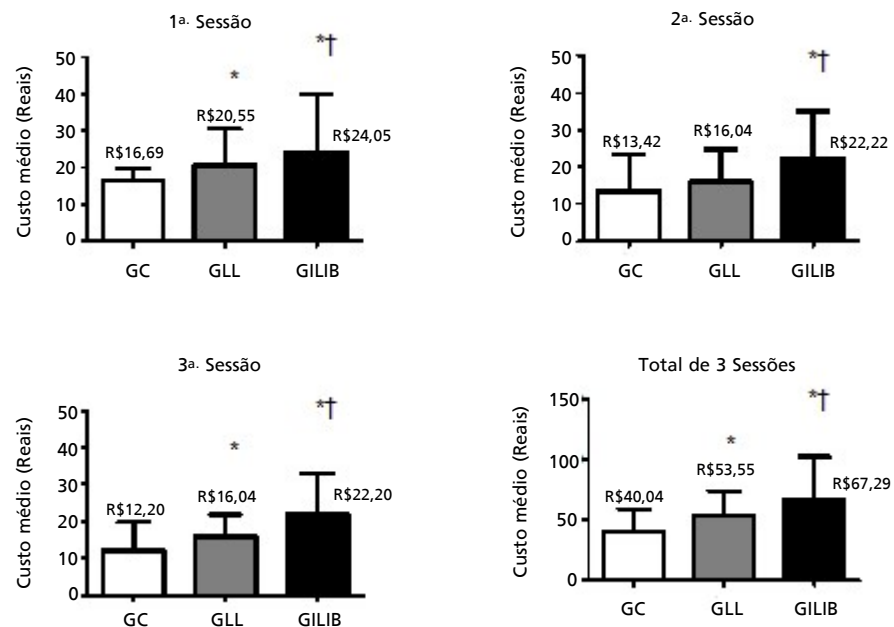 1a. Sessão
Custo médio (Reais)
50
40
30
20
10
0
R$16,69
*
R$20,55
*†
R$24,05
GC GLL GILIB
2a. Sessão
Custo médio (Reais)
50
40
30
20
10
0
R$13,42
R$16,04
*†
R$22,22
GC GLL GILIB
3a. Sessão
Custo médio (Reais)
50
40
30
20
10
0
R$12,20
*
R$16,04
*†
R$22,20
GC GLL GILIB
Total de 3 Sessões
Custo médio (Reais)
150
100
50
0
R$40,04
*
R$53,55
*†
R$67,29
GC GLL GILIB